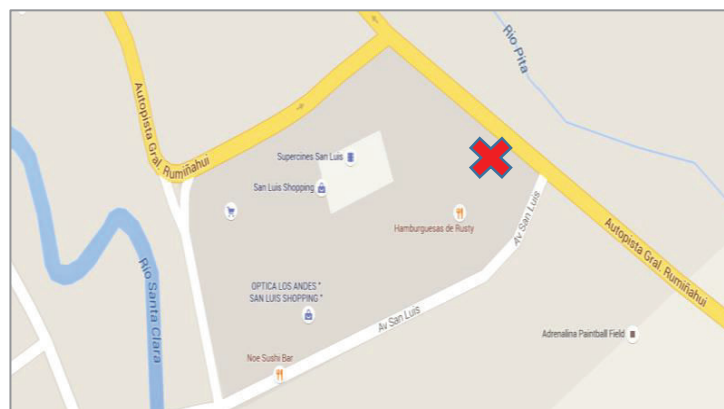 Rio Pita
Autopista Gral. Rumiñahui
Supercines San Luis
San Luis Shopping
Hamburguesas de Rusty
Av San Luis
Autopista Gral. Rumiñahui
Rio Santa Clara
OPTICA LOS ANDES "
SAN LUIS SHOPPING "
Av San Luis
Adrenalina Paintball Field
Noe Sushi Bar